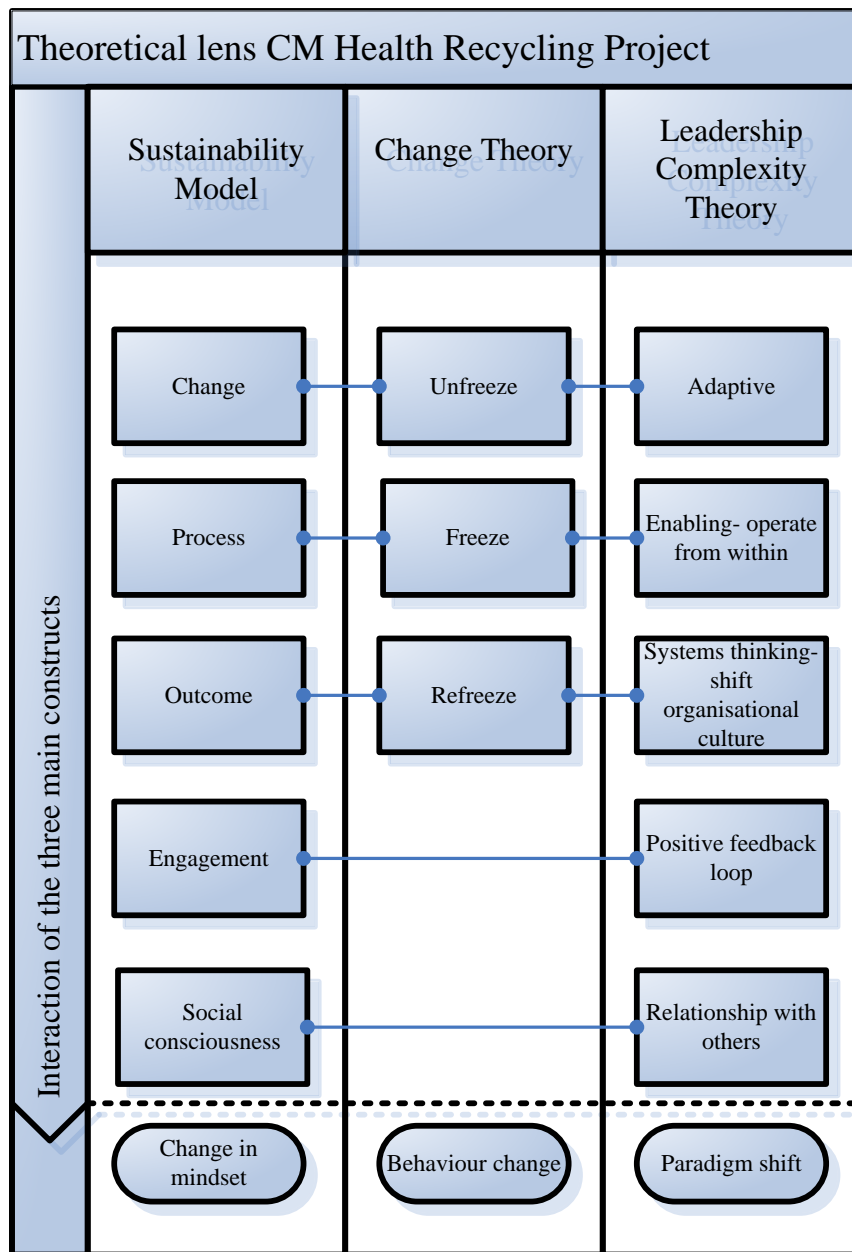 Theoretical lens CM Health Recycling Project
Interaction of the three main constructs
Sustainability
Model
Change Theory
Leadership
Complexity
Theory
Change
Unfreeze
Adaptive
Process
Freeze
Enabling- operate
from within
Outcome
Refreeze
Systems thinking-
shift
organisational
culture
Engagement
Positive feedback
loop
Social
consciousness
Relationship with
others
Change in
mindset
Behaviour change
Paradigm shift